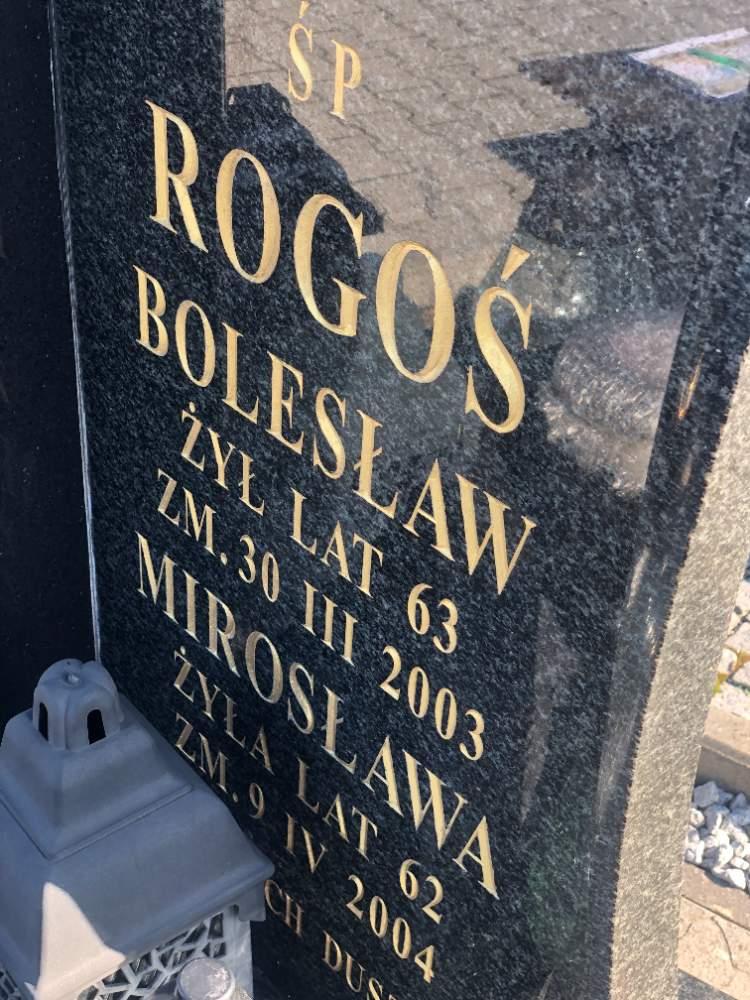 ŚP
ROGOŚ
BOLESŁAW
ŻYŁ LAT 63
ZM. 30 III 2003
MIROSŁAWA
ŻYŁA LAT 62
ZM. 9 IV 2004